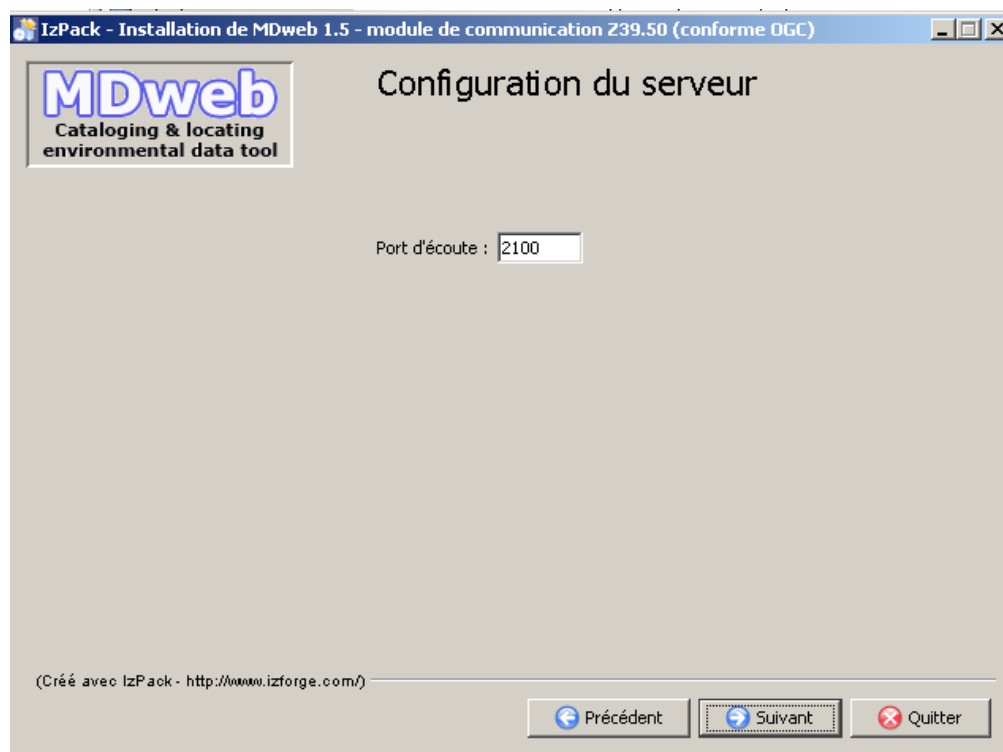 IzPack - Installation de MDweb 1.5 - module de communication Z39.50 (conforme OGC)
MDweb
Cataloging & locating
environmental data tool
Configuration du serveur
Port d'écoute : 2100
(Créé avec IzPack - http://www.izforge.com/)
Précédent
Suivant
Quitter